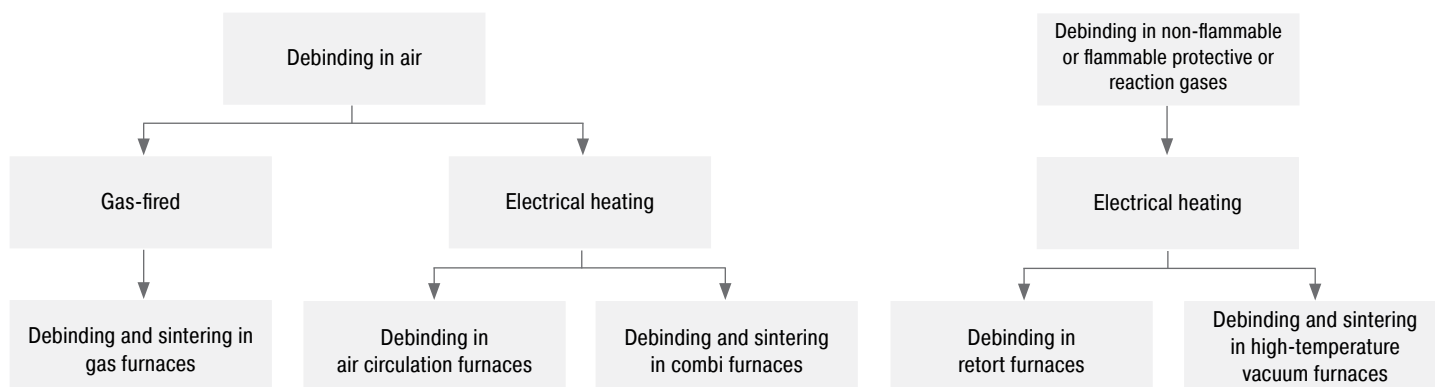 Debinding in air
Debinding in non-flammable
or flammable protective or
reaction gases
Gas-fired
Electrical heating
Electrical heating
Debinding and sintering in
gas furnaces
Debinding in
air circulation furnaces
Debinding and sintering
in combi furnaces
Debinding in
retort furnaces
Debinding and sintering
in high-temperature
vacuum furnaces